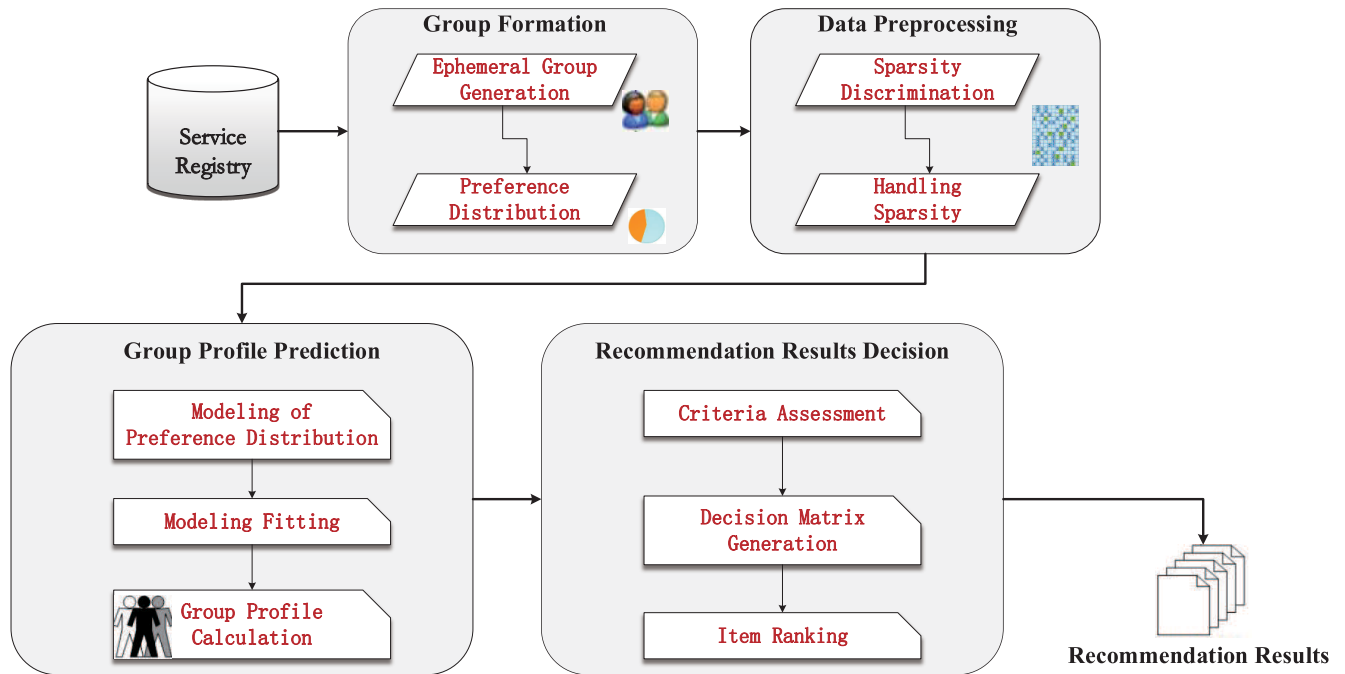 Service
Registry
Group Formation
Ephemeral Group
Generation
Preference
Distribution
Data Preprocessing
Sparsity
Discrimination
Handling
Sparsity
Group Profile Prediction
Modeling of
Preference Distribution
Modeling Fitting
Group Profile
Calculation
Recommendation Results Decision
Criteria Assessment
Decision Matrix
Generation
Item Ranking
Recommendation Results